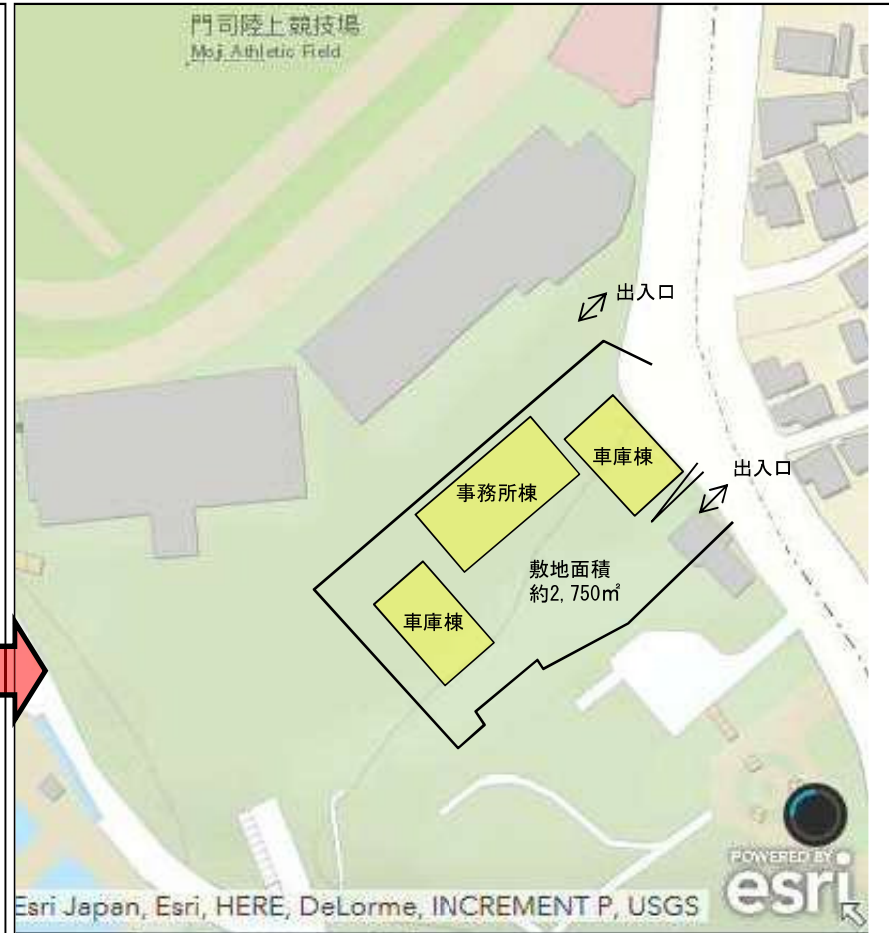 門司陸上競技場
Moji Athletic Field
出入口
車庫棟
出入口
事務所棟
敷地面積
約2,750㎡
車庫棟
POWERED BY
esri
Esri Japan, Esri, HERE, DeLorme, INCREMENT P, USGS